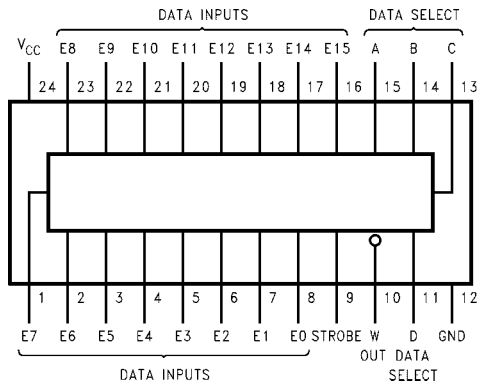 DATA INPUTS DATA SELECT
VCC E8 E9 E10 E11 E12 E13 E14 E15 A B C
24 23 22 21 20 19 18 17 16 15 14 13
1 2 3 4 5 6 7 8 9 10 11 12
E7 E6 E5 E4 E3 E2 E1 E0 STROBE W D GND
OUT DATA
DATA INPUTS SELECT